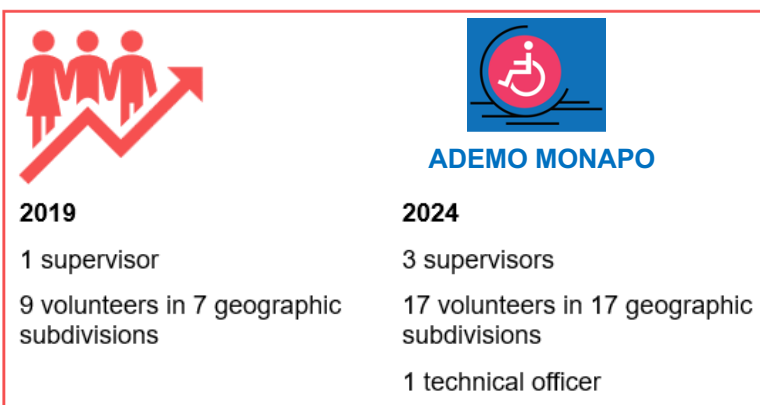 ADEMO MONAPO
2019
1 supervisor
9 volunteers in 7 geographic
subdivisions
2024
3 supervisors
17 volunteers in 17 geographic
subdivisions
1 technical officer